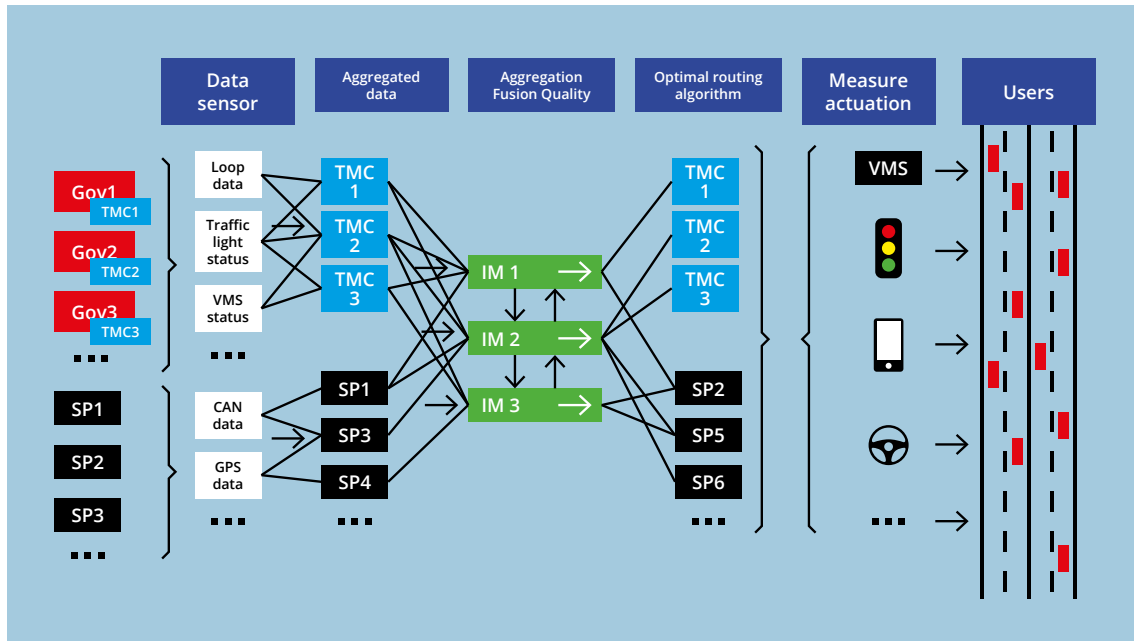 Data
sensor
Aggregated
data
Aggregation
Fusion Quality
Optimal routing
algorithm
Measure
actuation
Users
Gov1
TMC1
Gov2
TMC2
Gov3
TMC3
SP1
SP2
SP3
Loop
data
Traffic
light
status
VMS
status
CAN
data
GPS
data
TMC
1
TMC
2
TMC
3
SP1
SP3
SP4
IM 1
IM 2
IM 3
TMC
1
TMC
2
TMC
3
SP2
SP5
SP6
VMS